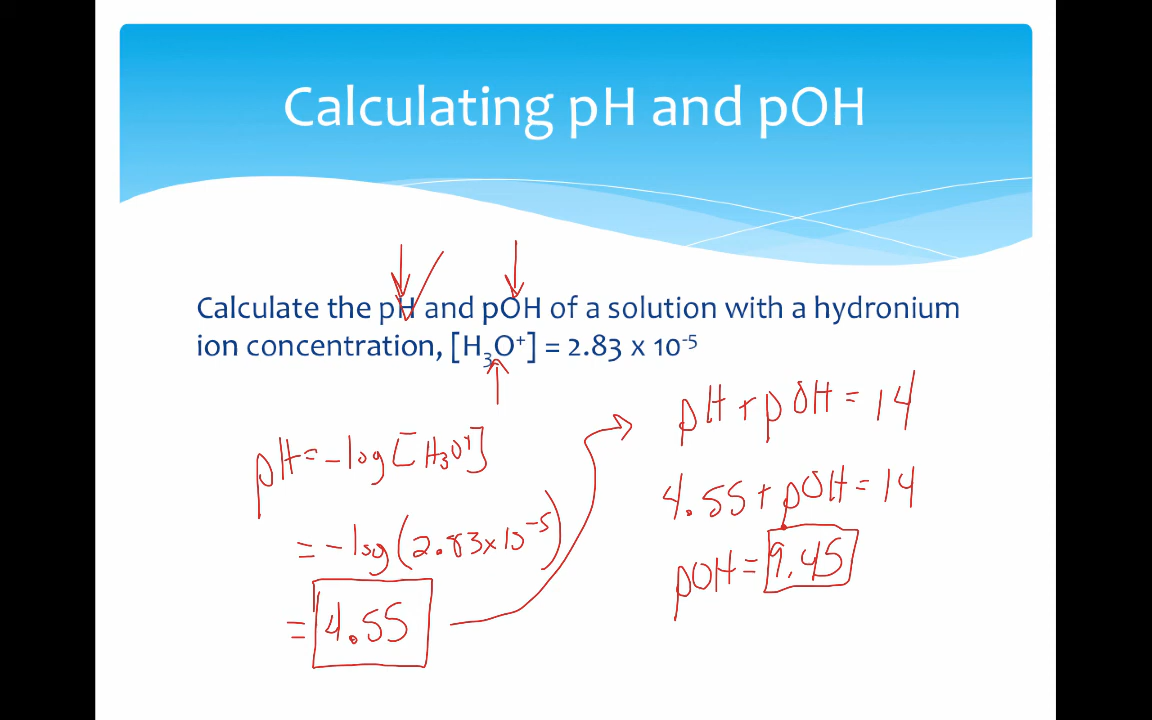 Calculating pH and pOH
Calculate the pH and pOH of a solution with a hydronium
ion concentration, [H₃O⁺] = 2.83 x 10⁻⁵
pH = -log [H₃O⁺]
= -log (2.83x10⁻⁵)
= 4.55
pH + pOH = 14
4.55 + pOH = 14
pOH = 9.45